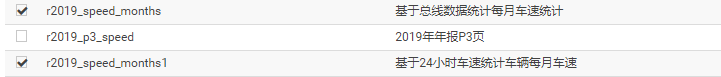 r2019_speed_months 基于总线数据统计每月车速统计
r2019_p3_speed 2019年年报P3页
r2019_speed_months1 基于24小时车速统计车辆每月车速